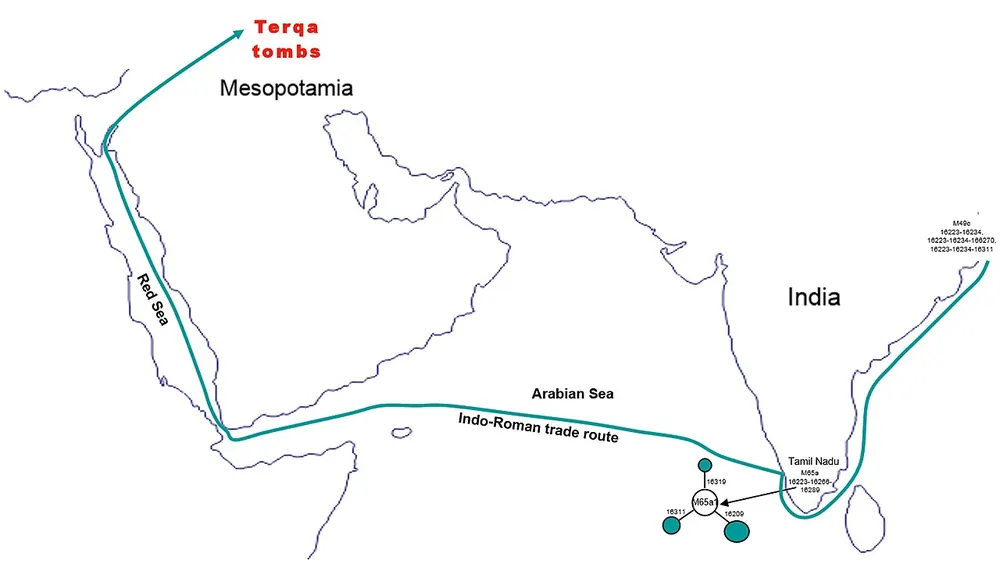 Terqa
tombs
Mesopotamia
M49c
16223-16234,
16223-16234-166270,
16223-16234-16311
Red Sea
India
Arabian Sea
Indo-Roman trade route
Tamil Nadu
M65a
16223-16266-
16289
16319
M65a1
16311
16209